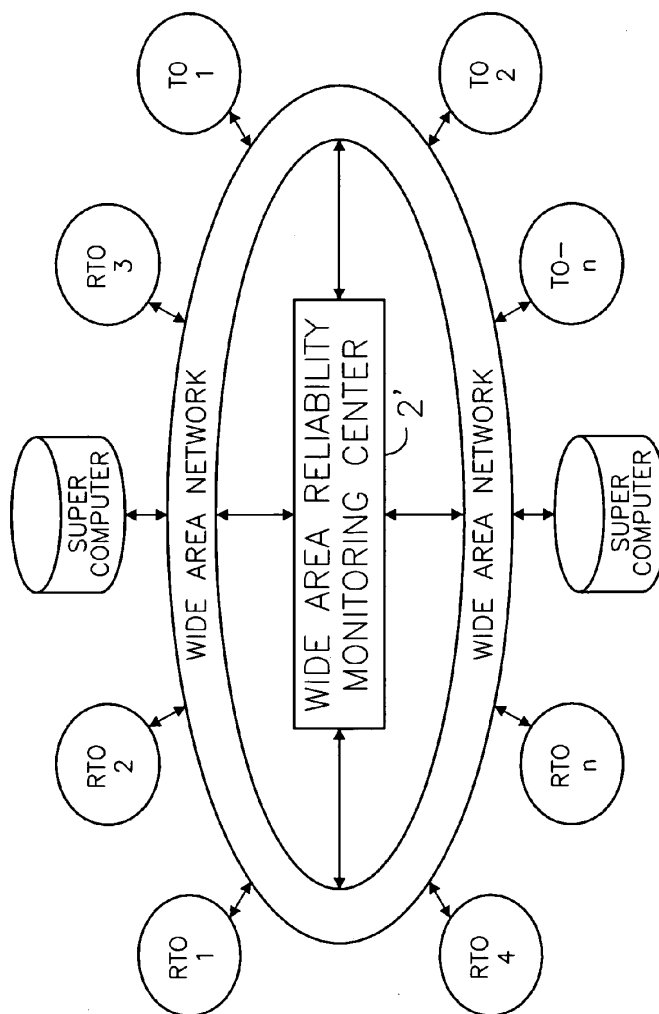 SUPER
COMPUTER
RTO
2
RTO
3
RTO
1
TO
1
WIDE AREA NETWORK
WIDE AREA RELIABILITY
MONITORING CENTER
2'
WIDE AREA NETWORK
RTO
4
TO
2
RTO
n
TO-
n
SUPER
COMPUTER